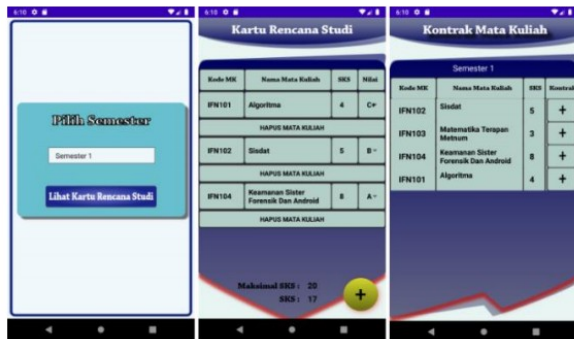 6:10
Pilih Semester
Semester 1
Lihat Kartu Rencana Studi
6:10
Kartu Rencana Studi
Kode MK Nama Mata Kuliah SKS Nilai
IFN101 Algoritma 4 C+
HAPUS MATA KULIAH
IFN102 Sisdat 5 B -
HAPUS MATA KULIAH
IFN104 Keamanan Sister 8 A -
Forensik Dan Android
HAPUS MATA KULIAH
Maksimal SKS : 20
SKS : 17
+
6:10
Kontrak Mata Kuliah
Semester 1
Kode MK Nama Mata Kuliah SKS Kontrak
IFN102 Sisdat 5 +
IFN103 Matematika Terapan 3 +
Metnum
IFN104 Keamanan Sister 8 +
Forensik Dan Android
IFN101 Algoritma 4 +